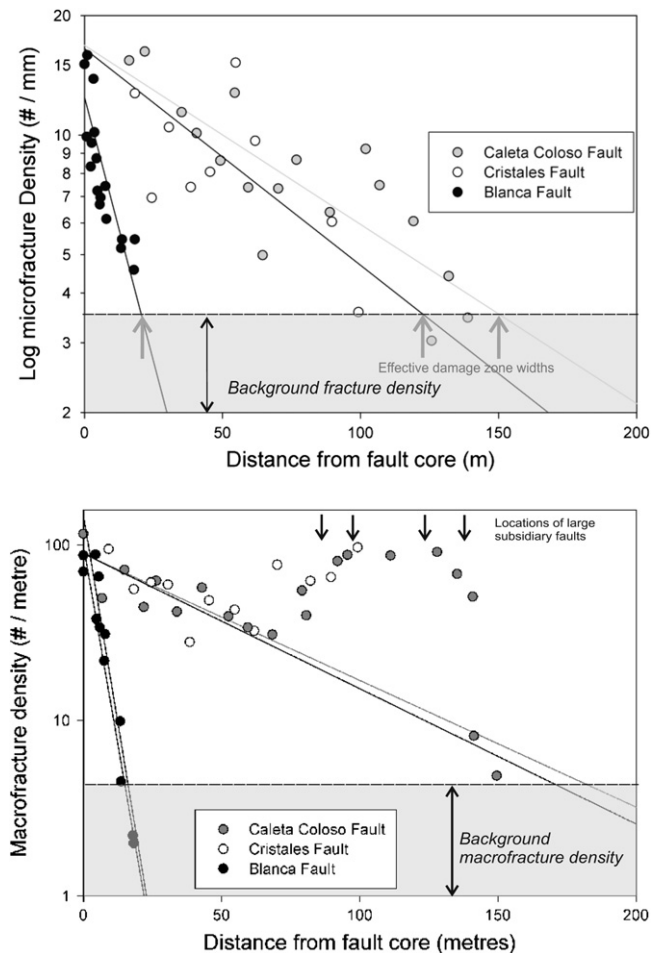 20
15
10
9
8
7
6
5
4
3
2
Log microfracture Density (# / mm)
Caleta Coloso Fault
Cristales Fault
Blanca Fault
Effective damage zone widths
Background fracture density
0
50
100
150
200
Distance from fault core (m)
100
10
1
Macrofracture density (# / metre)
Locations of large
subsidiary faults
Caleta Coloso Fault
Cristales Fault
Blanca Fault
Background
macrofracture density
0
50
100
150
200
Distance from fault core (metres)